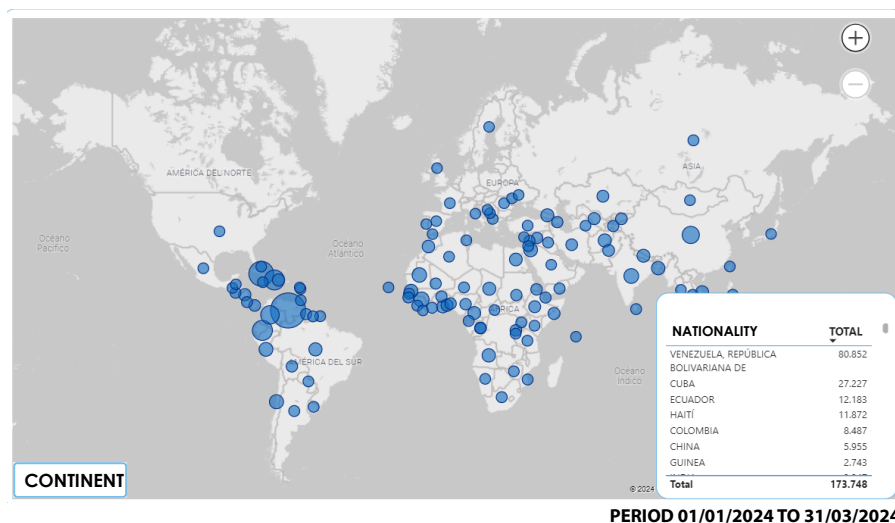 AMÉRICA DEL NORTE
ASIA
EUROPA
Océano
Pacífico
Océano
Atlántico
ÁFRICA
AMÉRICA DEL SUR
Océano
Índico
NATIONALITY TOTAL
VENEZUELA, REPÚBLICA 80.852
BOLIVARIANA DE
CUBA 27.227
ECUADOR 12.183
HAITÍ 11.872
COLOMBIA 8.487
CHINA 5.955
GUINEA 2.743
Total 173.748
CONTINENT
© 2024
PERIOD 01/01/2024 TO 31/03/2024